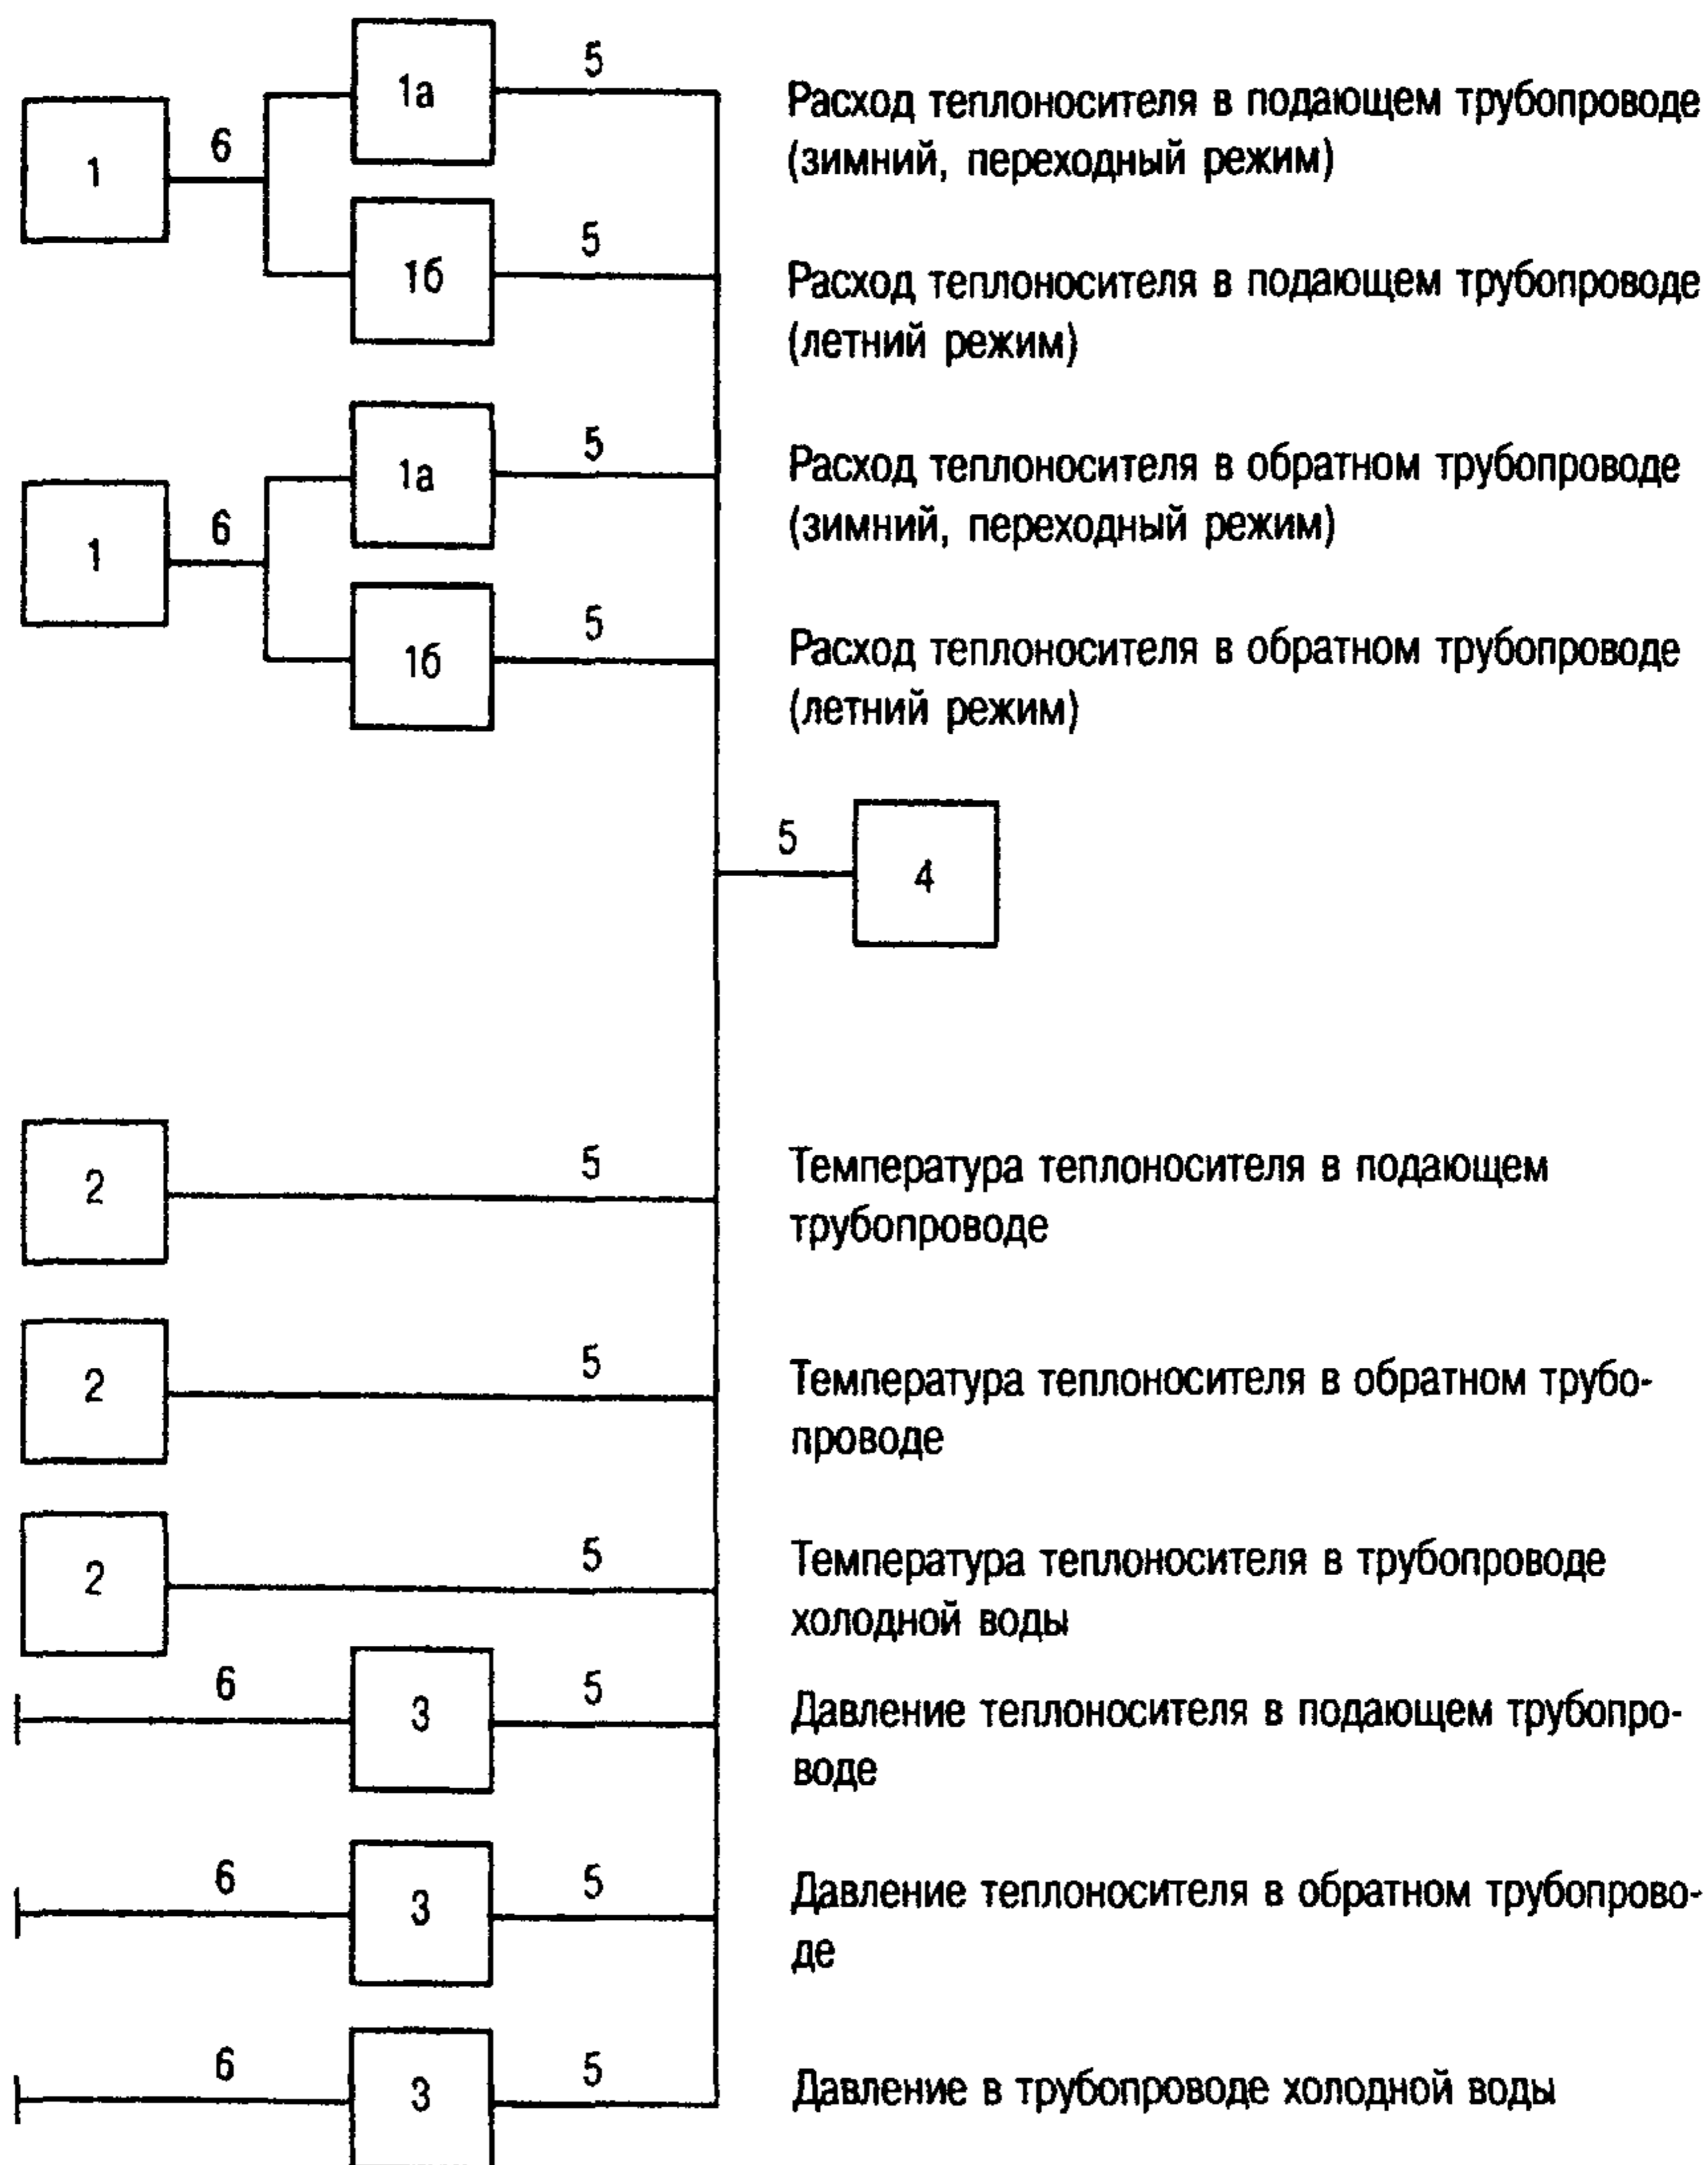 5
1а
Расход теплоносителя в подающем трубопроводе
(зимний, переходный режим)
6
1
5
1б
Расход теплоносителя в подающем трубопроводе
(летний режим)
5
1а
Расход теплоносителя в обратном трубопроводе
(зимний, переходный режим)
6
1
5
1б
Расход теплоносителя в обратном трубопроводе
(летний режим)
5
4
2
5
Температура теплоносителя в подающем
трубопроводе
2
5
Температура теплоносителя в обратном трубо-
проводе
2
5
Температура теплоносителя в трубопроводе
холодной воды
6
3
5
Давление теплоносителя в подающем трубопро-
воде
6
3
5
Давление теплоносителя в обратном трубопрово-
де
6
3
5
Давление в трубопроводе холодной воды